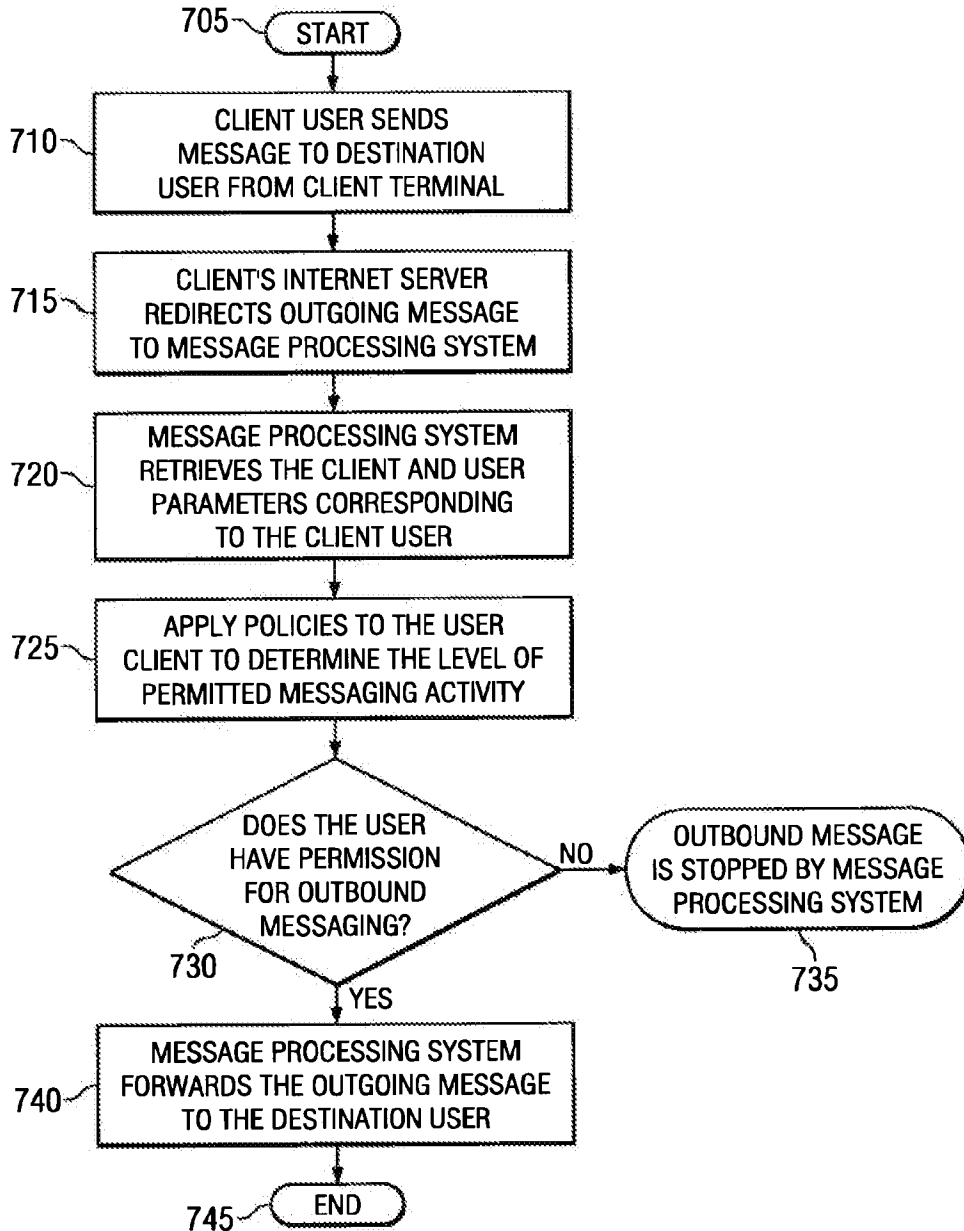 705
START
710
CLIENT USER SENDS
MESSAGE TO DESTINATION
USER FROM CLIENT TERMINAL
715
CLIENT'S INTERNET SERVER
REDIRECTS OUTGOING MESSAGE
TO MESSAGE PROCESSING SYSTEM
720
MESSAGE PROCESSING SYSTEM
RETRIEVES THE CLIENT AND USER
PARAMETERS CORRESPONDING
TO THE CLIENT USER
725
APPLY POLICIES TO THE USER
CLIENT TO DETERMINE THE LEVEL OF
PERMITTED MESSAGING ACTIVITY
DOES THE USER
HAVE PERMISSION
FOR OUTBOUND
MESSAGING?
730
NO
OUTBOUND MESSAGE
IS STOPPED BY MESSAGE
PROCESSING SYSTEM
735
YES
740
MESSAGE PROCESSING SYSTEM
FORWARDS THE OUTGOING MESSAGE
TO THE DESTINATION USER
745
END